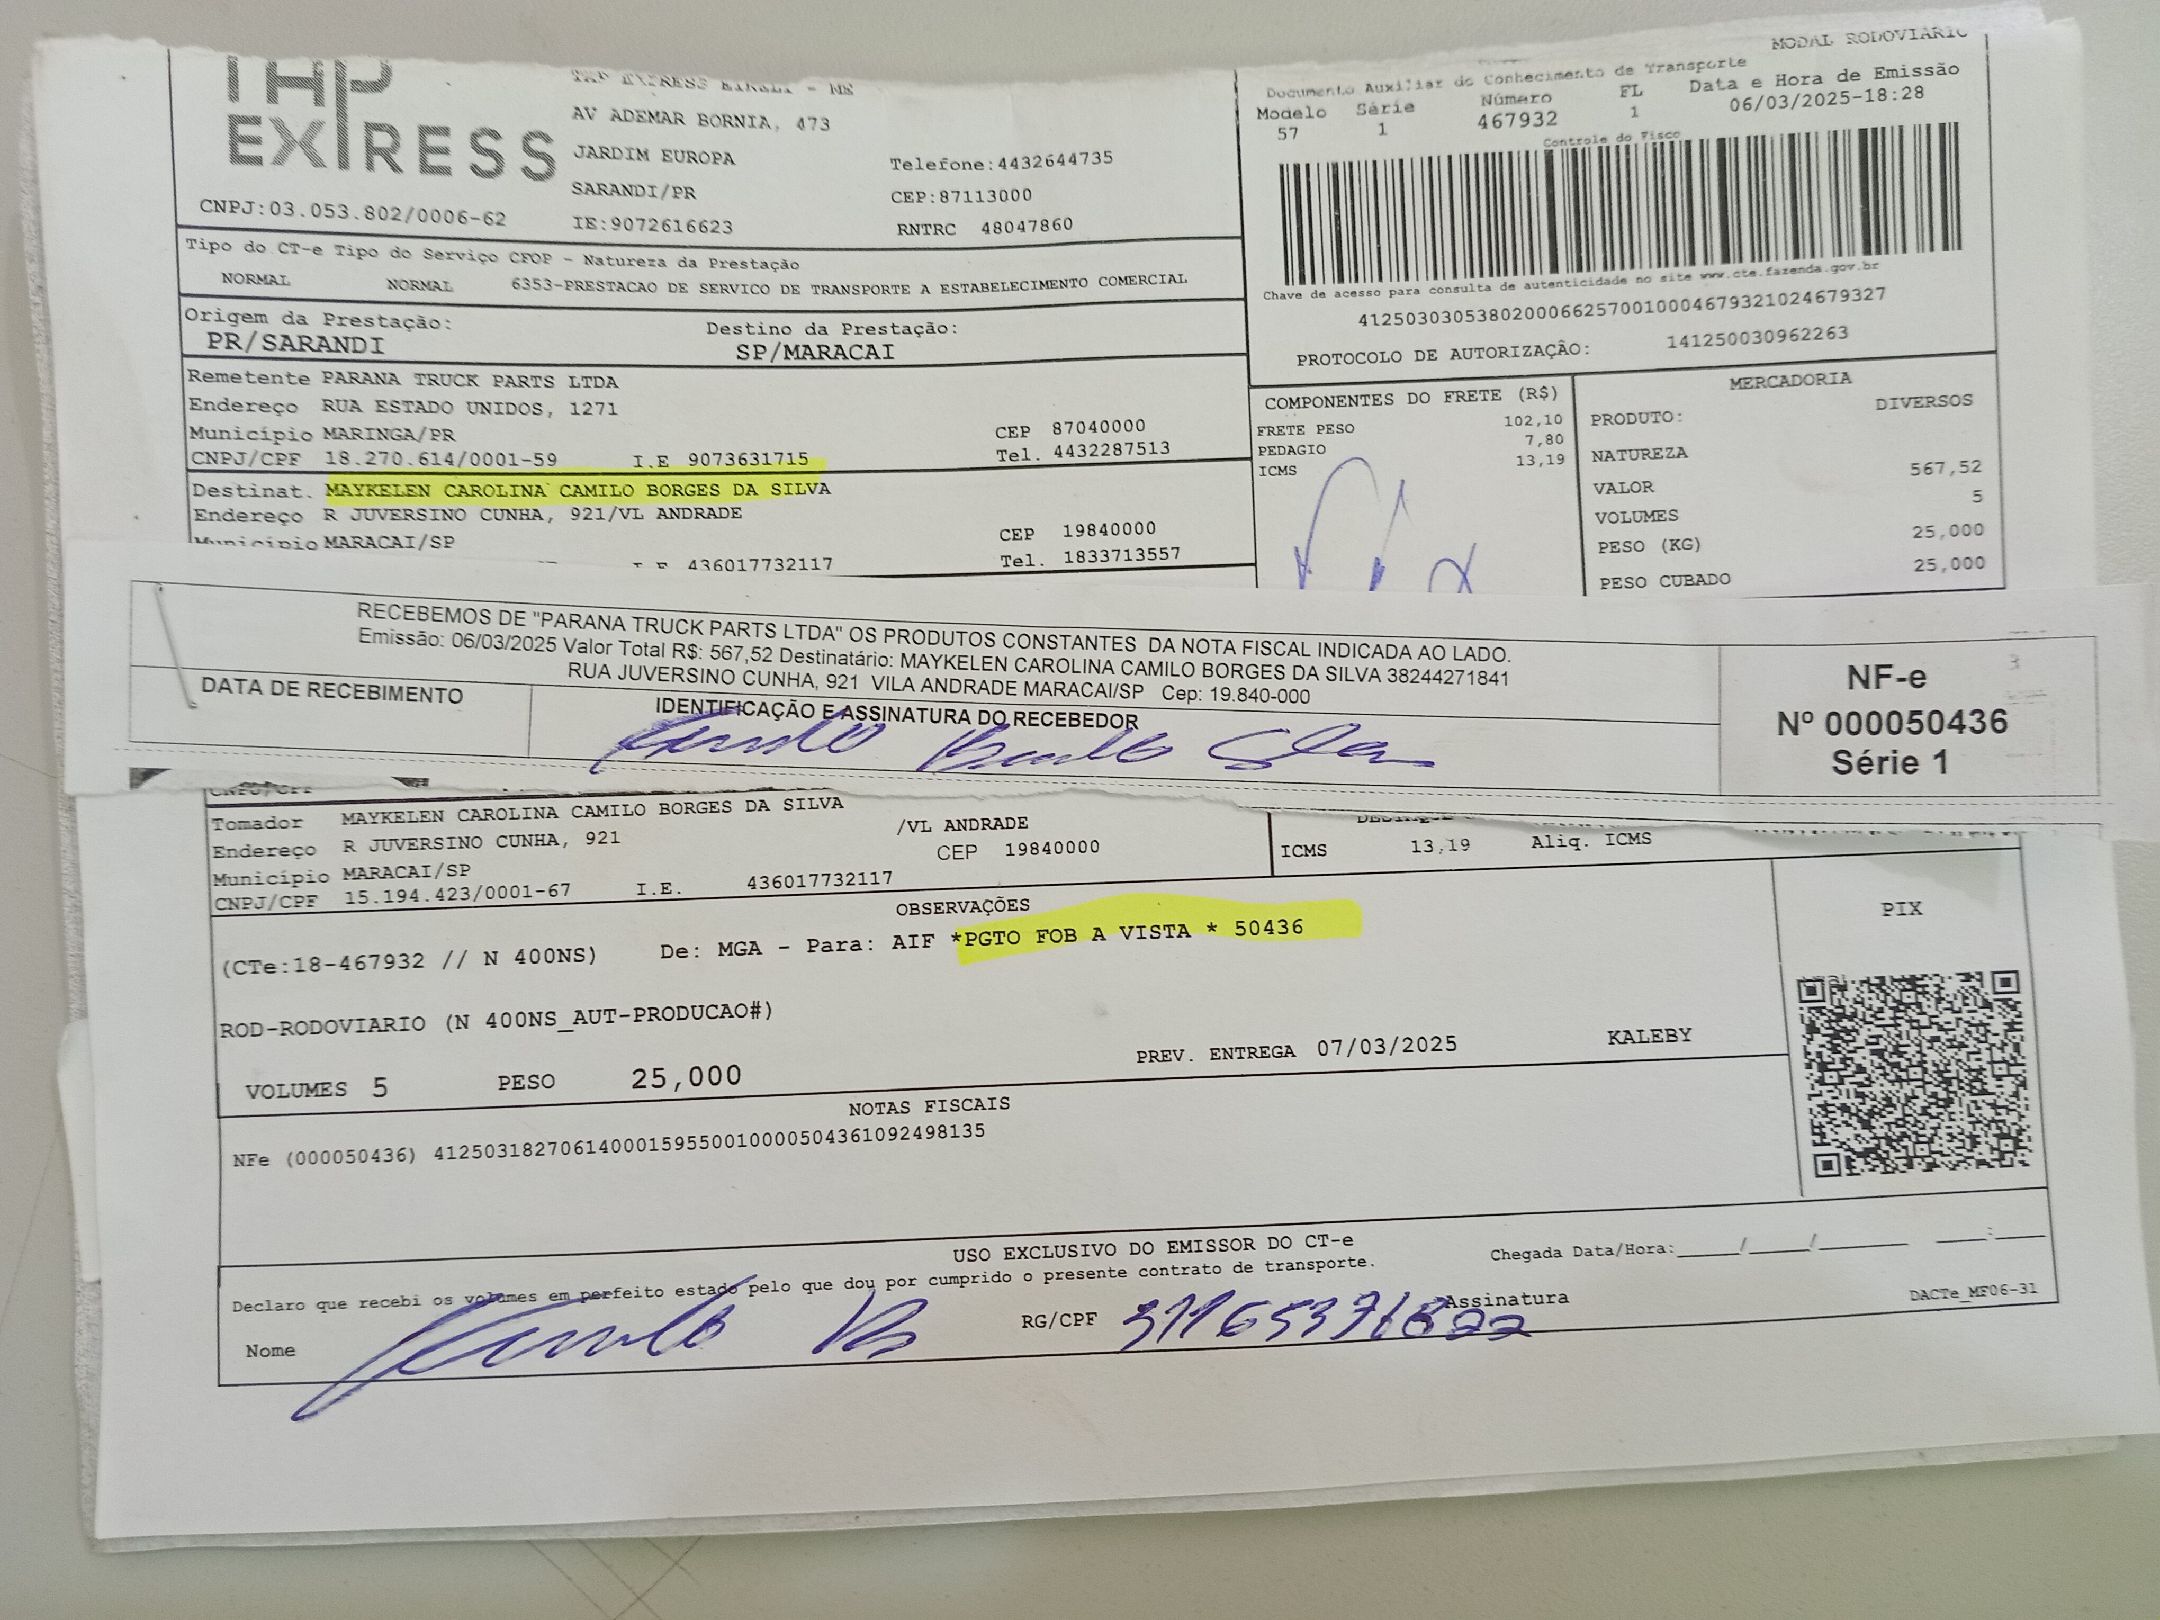 THP
EXPRESS
THP EXPRESS EIRELI - ME
AV ADEMAR BORNIA, 473
JARDIM EUROPA Telefone:4432644735
SARANDI/PR CEP:87113000
CNPJ:03.053.802/0006-62 IE:9072616623 RNTRC 48047860
MODAL RODOVIARIO
Documento Auxiliar do Conhecimento de Transporte
Modelo Série Número FL Data e Hora de Emissão
57 1 467932 1 06/03/2025-18:28
Controle do Fisco
Chave de acesso para consulta de autenticidade no site www.cte.fazenda.gov.br
41250303053802000662570010004679321024679327
PROTOCOLO DE AUTORIZAÇÃO: 141250030962263
Tipo do CT-e Tipo do Serviço CFOP - Natureza da Prestação
NORMAL NORMAL 6353-PRESTACAO DE SERVICO DE TRANSPORTE A ESTABELECIMENTO COMERCIAL
Origem da Prestação: Destino da Prestação:
PR/SARANDI SP/MARACAI
Remetente PARANA TRUCK PARTS LTDA
Endereço RUA ESTADO UNIDOS, 1271
Município MARINGA/PR CEP 87040000
CNPJ/CPF 18.270.614/0001-59 I.E 9073631715 Tel. 4432287513
Destinat. MAYKELEN CAROLINA CAMILO BORGES DA SILVA
Endereço R JUVERSINO CUNHA, 921/VL ANDRADE
Município MARACAI/SP CEP 19840000
I.E 436017732117 Tel. 1833713557
COMPONENTES DO FRETE (R$)
FRETE PESO 102,10
PEDAGIO 7,80
ICMS 13,19
MERCADORIA
PRODUTO: DIVERSOS
NATUREZA
VALOR 567,52
VOLUMES 5
PESO (KG) 25,000
PESO CUBADO 25,000
RECEBEMOS DE "PARANA TRUCK PARTS LTDA" OS PRODUTOS CONSTANTES DA NOTA FISCAL INDICADA AO LADO.
Emissão: 06/03/2025 Valor Total R$: 567,52 Destinatário: MAYKELEN CAROLINA CAMILO BORGES DA SILVA 38244271841
RUA JUVERSINO CUNHA, 921 VILA ANDRADE MARACAI/SP Cep: 19.840-000
DATA DE RECEBIMENTO
IDENTIFICAÇÃO E ASSINATURA DO RECEBEDOR
NF-e
Nº 000050436
Série 1
CNPJ/CPF
Tomador MAYKELEN CAROLINA CAMILO BORGES DA SILVA
Endereço R JUVERSINO CUNHA, 921 /VL ANDRADE
Município MARACAI/SP CEP 19840000
CNPJ/CPF 15.194.423/0001-67 I.E. 436017732117
ICMS 13,19 Aliq. ICMS
OBSERVAÇÕES
(CTe:18-467932 // N 400NS) De: MGA - Para: AIF *PGTO FOB A VISTA * 50436
ROD-RODOVIARIO (N 400NS_AUT-PRODUCAO#)
VOLUMES 5 PESO 25,000 PREV. ENTREGA 07/03/2025 KALEBY
PIX
NOTAS FISCAIS
NFe (000050436) 41250318270614000159550010000504361092498135
USO EXCLUSIVO DO EMISSOR DO CT-e
Declaro que recebi os volumes em perfeito estado pelo que dou por cumprido o presente contrato de transporte.
Chegada Data/Hora:_____/_____/_______ ____:____
Nome RG/CPF 31165371822 Assinatura
DACTe_MF06-31